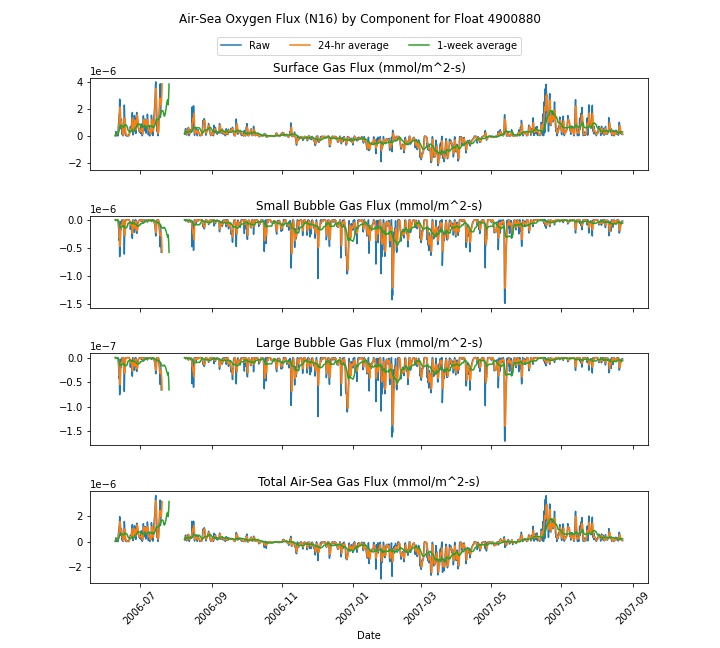 Air-Sea Oxygen Flux (N16) by Component for Float 4900880
Raw 24-hr average 1-week average
1e−6 Surface Gas Flux (mmol/m^2-s)
4
2
0
−2
1e−6 Small Bubble Gas Flux (mmol/m^2-s)
0.0
−0.5
−1.0
−1.5
1e−7 Large Bubble Gas Flux (mmol/m^2-s)
0.0
−0.5
−1.0
−1.5
1e−6 Total Air-Sea Gas Flux (mmol/m^2-s)
2
0
−2
2006-07 2006-09 2006-11 2007-01 2007-03 2007-05 2007-07 2007-09
Date